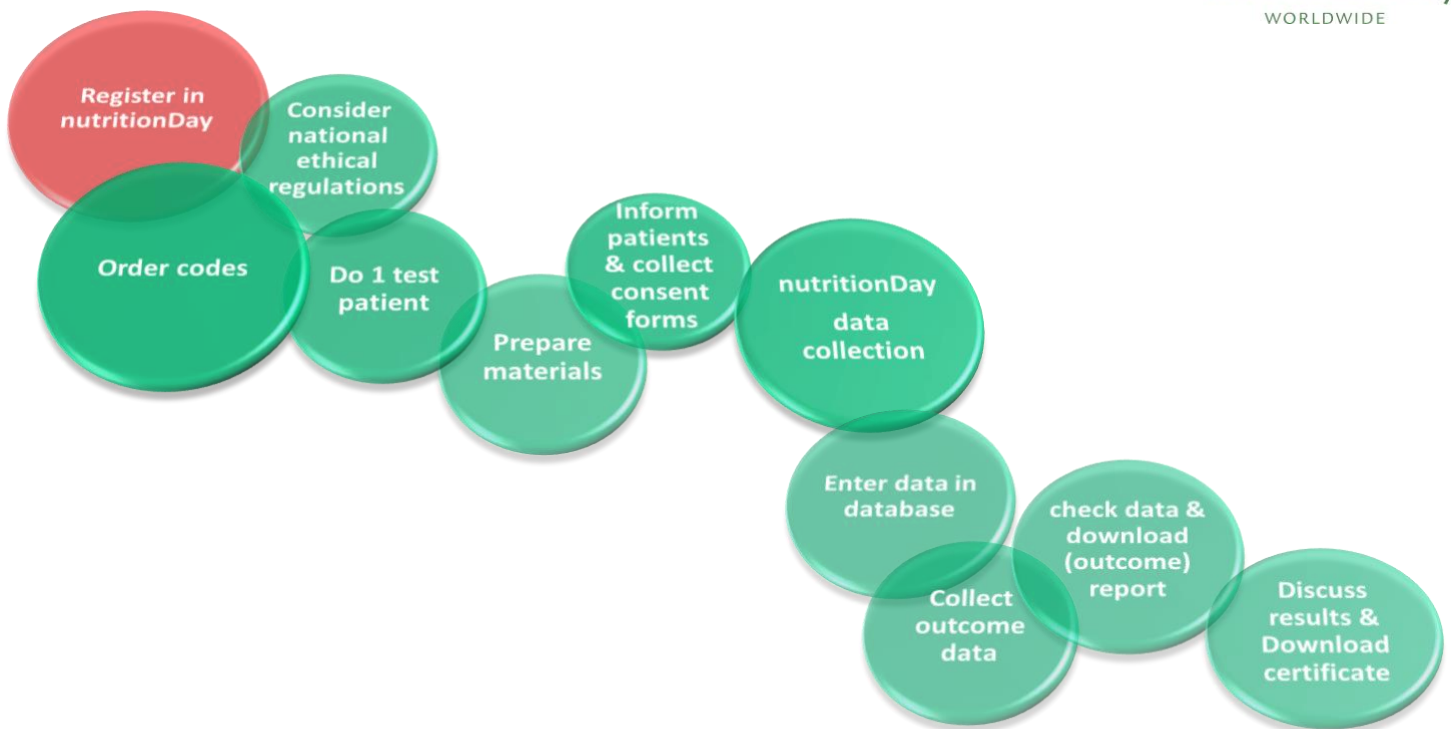 WORLDWIDE
Register in
nutritionDay
Consider
national
ethical
regulations
Order codes
Do 1 test
patient
Prepare
materials
Inform
patients
& collect
consent
forms
nutritionDay
data
collection
Enter data in
database
Collect
outcome
data
check data &
download
(outcome)
report
Discuss
results &
Download
certificate